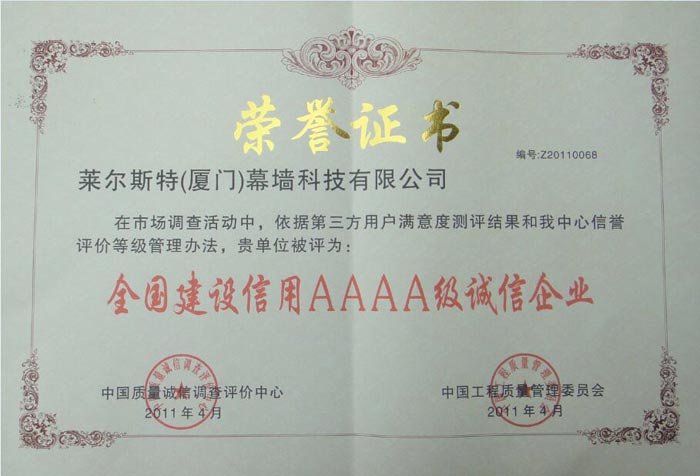 荣誉证书
编号:Z20110068
莱尔斯特(厦门)幕墙科技有限公司
在市场调查活动中，依据第三方用户满意度测评结果和我中心信誉
评价等级管理办法，贵单位被评为：
全国建设信用AAAA级诚信企业
中国质量诚信调查评价中心
2011年4月
中国工程质量管理委员会
2011年4月